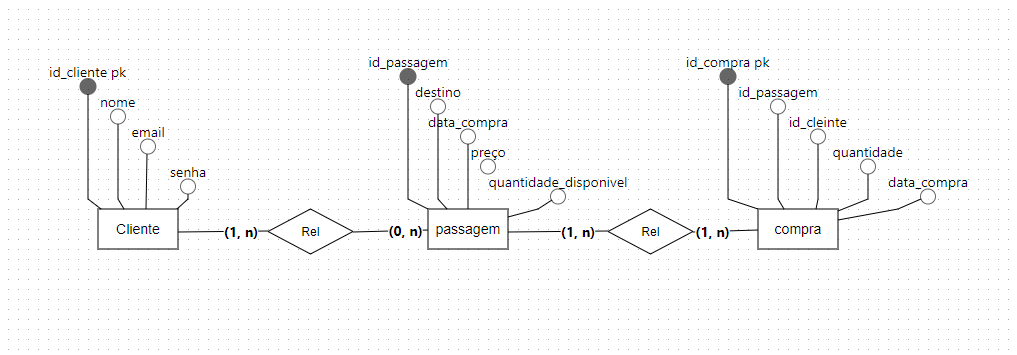 id_cliente pk
nome
email
senha
Cliente
(1, n)
Rel
(0, n)
id_passagem
destino
data_compra
preço
quantidade_disponivel
passagem
(1, n)
Rel
(1, n)
id_compra pk
id_passagem
id_cleinte
quantidade
data_compra
compra